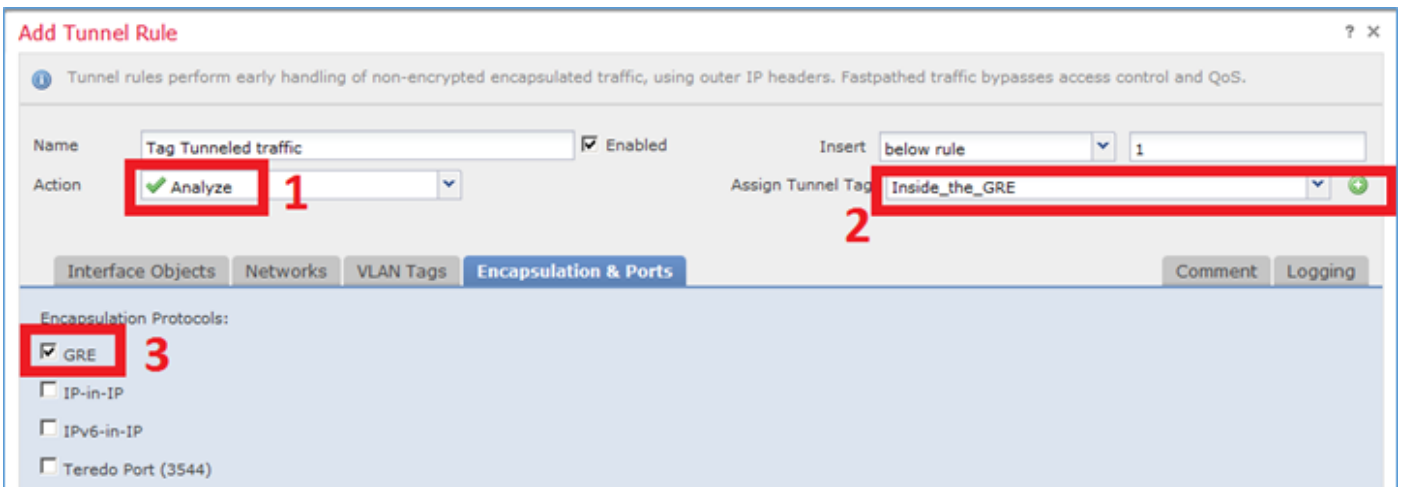 Add Tunnel Rule ? ×
Tunnel rules perform early handling of non-encrypted encapsulated traffic, using outer IP headers. Fastpathed traffic bypasses access control and QoS.
Name Tag Tunneled traffic Enabled Insert below rule 1
Action Analyze 1 Assign Tunnel Tag Inside_the_GRE
2
Interface Objects Networks VLAN Tags Encapsulation & Ports Comment Logging
Encapsulation Protocols:
GRE 3
IP-in-IP
IPv6-in-IP
Teredo Port (3544)